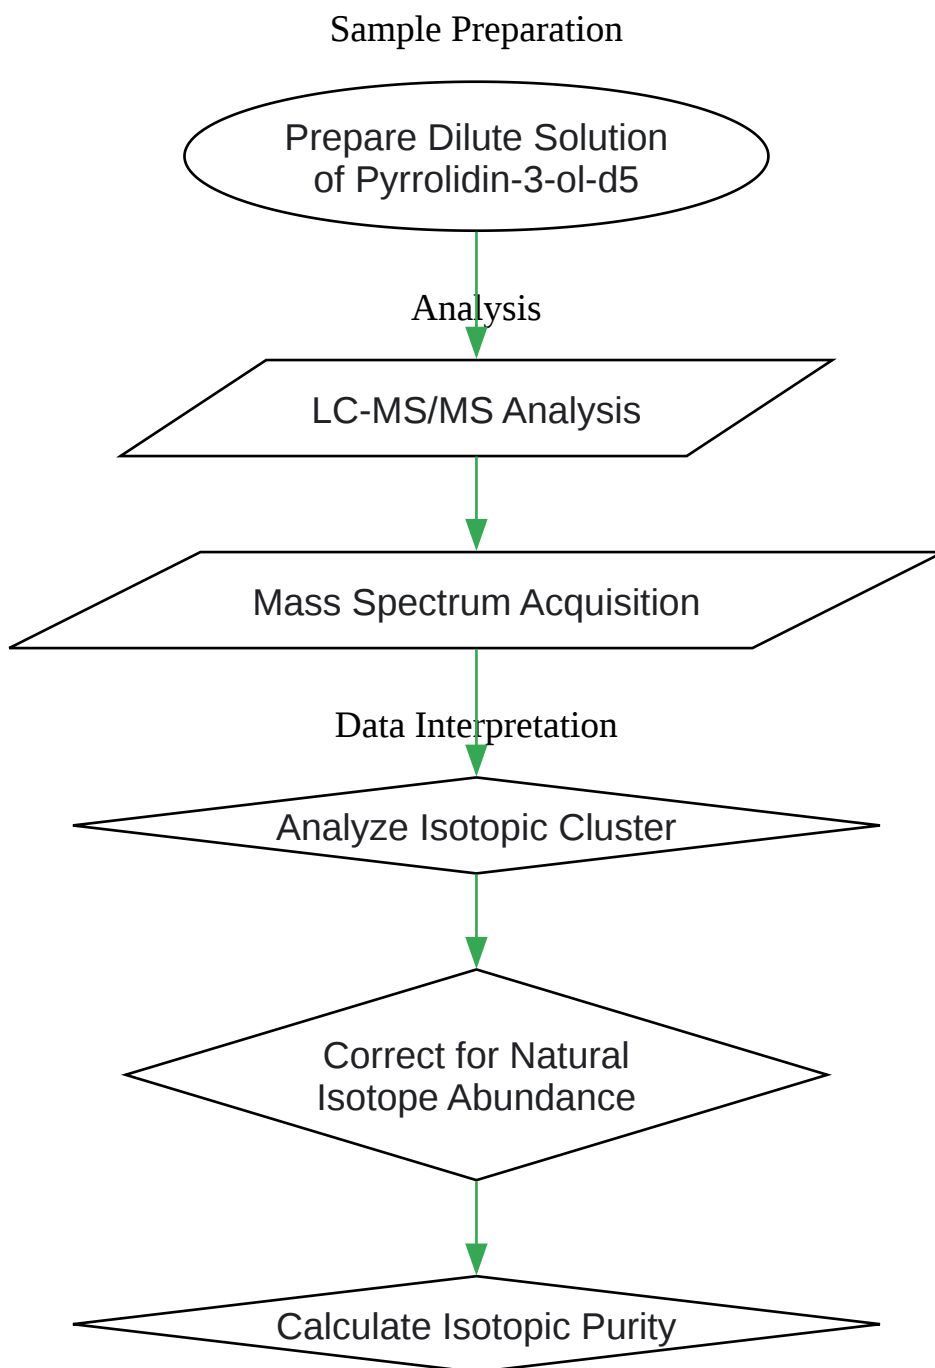 Sample Preparation
Prepare Dilute Solution
of Pyrrolidin-3-ol-d5
Analysis
LC-MS/MS Analysis
Mass Spectrum Acquisition
Data Interpretation
Analyze Isotopic Cluster
Correct for Natural
Isotope Abundance
Calculate Isotopic Purity